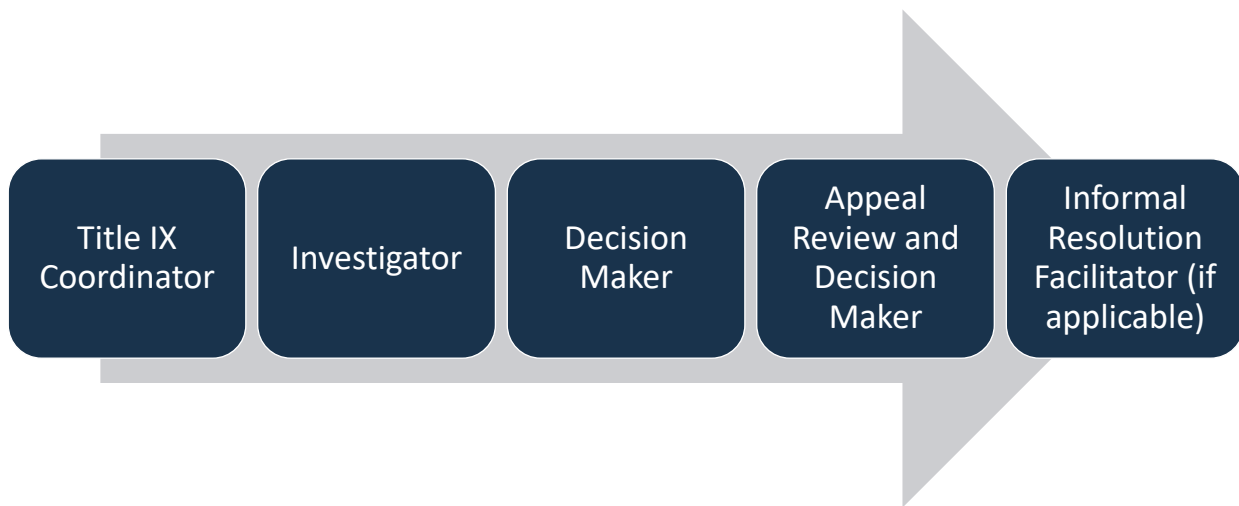 Title IX
Coordinator
Investigator
Decision
Maker
Appeal
Review and
Decision
Maker
Informal
Resolution
Facilitator (if
applicable)